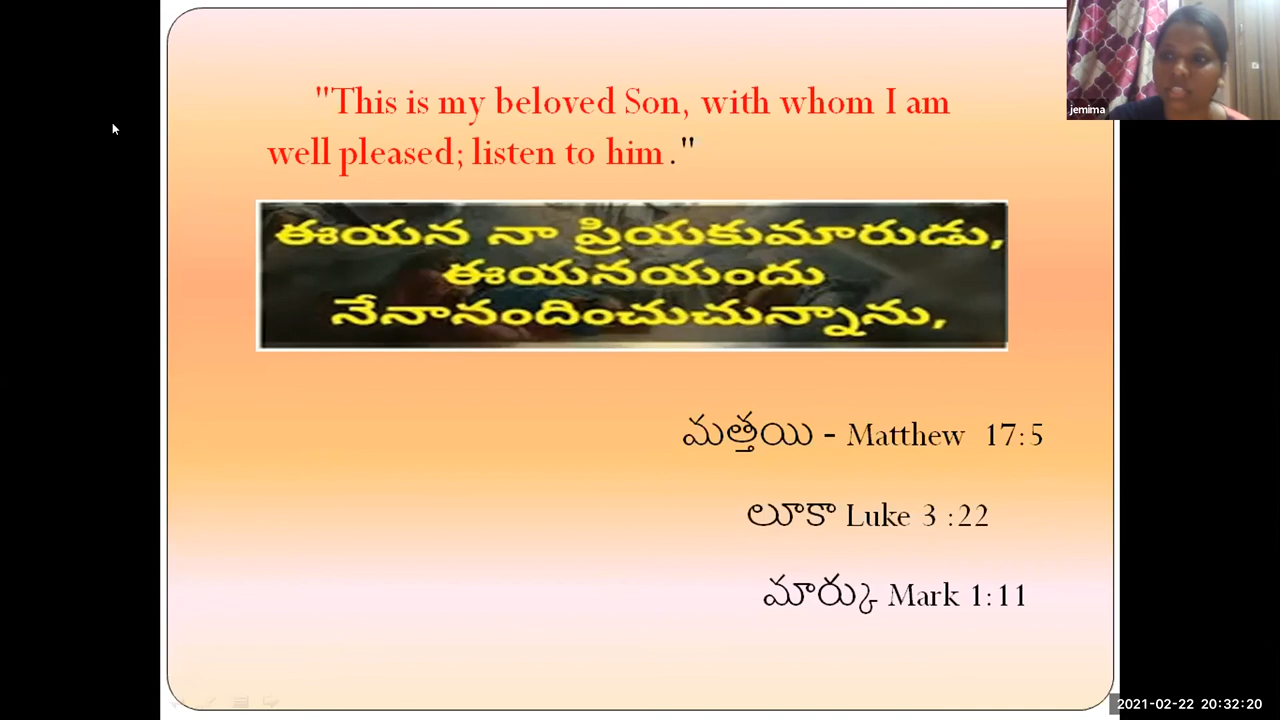 "This is my beloved Son, with whom I am
well pleased; listen to him."
ఈయన నా ప్రియకుమారుడు,
ఈయనయందు
నేనానందించుచున్నాను,
మత్తయి - Matthew 17:5
లూకా Luke 3 :22
మార్కు Mark 1:11
jemima
2021-02-22 20:32:20